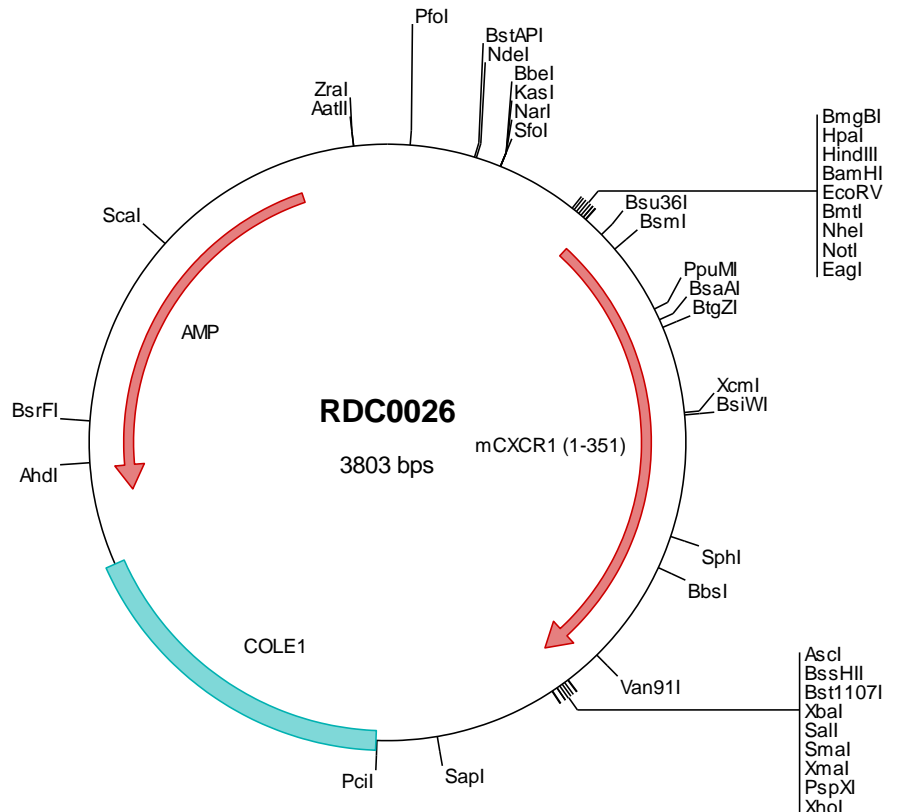 PfoI
BstAPI
NdeI
BbeI
KasI
NarI
SfoI
ZraI
AatII
BmgBI
HpaI
HindIII
BamHI
EcoRV
BmtI
NheI
NotI
EagI
Bsu36I
BsmI
ScaI
PpuMI
BsaAI
BtgZI
AMP
XcmI
BsiWI
BsrFI
RDC0026
mCXCR1 (1-351)
3803 bps
AhdI
SphI
BbsI
COLE1
Van91I
AscI
BssHII
Bst1107I
XbaI
SalI
SmaI
XmaI
PspXI
XhoI
PciI
SapI